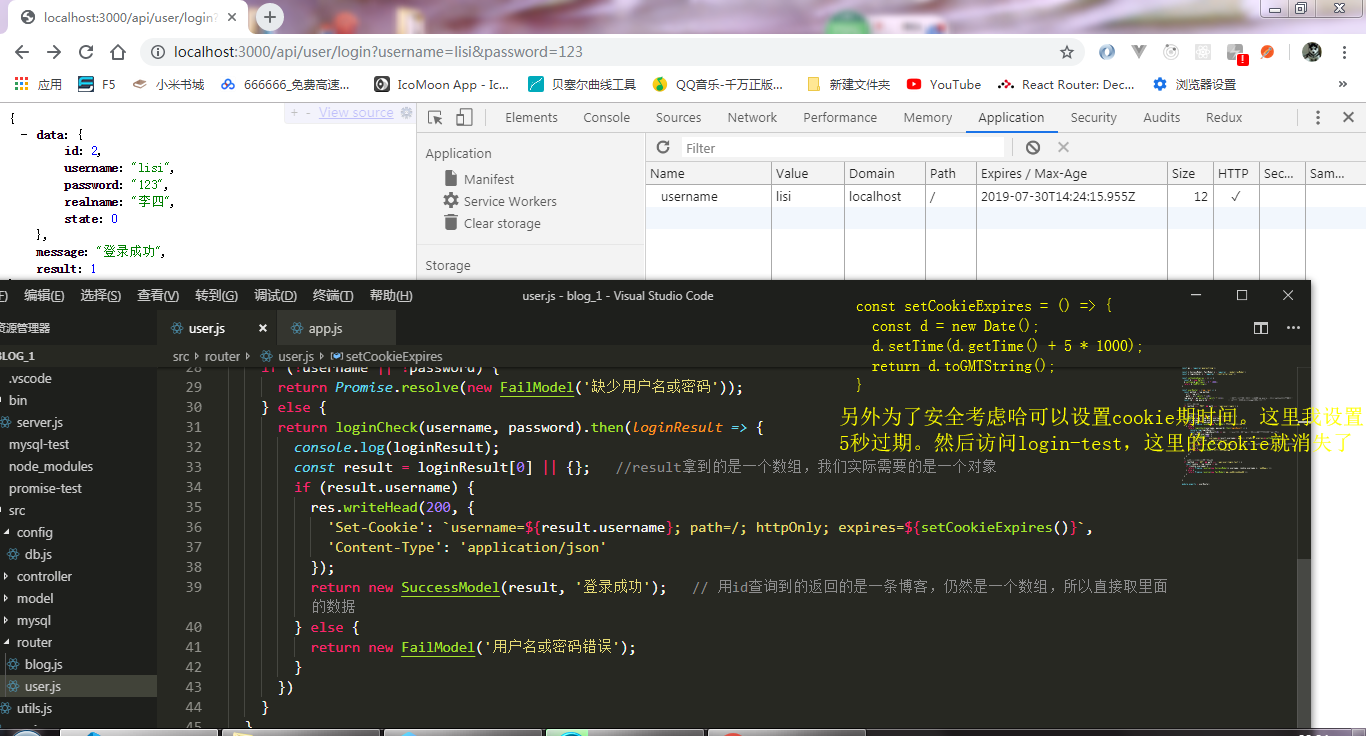 localhost:3000/api/user/login?
localhost:3000/api/user/login?username=lisi&password=123
应用 F5 小米书城 666666_免费高速... IcoMoon App - Ic... 贝塞尔曲线工具 QQ音乐-千万正版... 新建文件夹 YouTube React Router: Dec... 浏览器设置 »
{ + - View source
- data: {
id: 2,
username: "lisi",
password: "123",
realname: "李四",
state: 0
},
message: "登录成功",
result: 1
Elements Console Sources Network Performance Memory Application Security Audits Redux
Application
Manifest
Service Workers
Clear storage
Storage
Filter
Name Value Domain Path Expires / Max-Age Size HTTP Sec... Sam...
username lisi localhost / 2019-07-30T14:24:15.955Z 12 ✓
F) 编辑(E) 选择(S) 查看(V) 转到(G) 调试(D) 终端(T) 帮助(H) user.js - blog_1 - Visual Studio Code
资源管理器
BLOG_1
.vscode
bin
server.js
mysql-test
node_modules
promise-test
src
config
db.js
controller
model
mysql
router
blog.js
user.js
utils.js
user.js × app.js
src router user.js setCookieExpires
28 if (!username || !password) {
29 return Promise.resolve(new FailModel('缺少用户名或密码'));
30 } else {
31 return loginCheck(username, password).then(loginResult => {
32 console.log(loginResult);
33 const result = loginResult[0] || {}; //result拿到的是一个数组，我们实际需要的是一个对象
34 if (result.username) {
35 res.writeHead(200, {
36 'Set-Cookie': `username=${result.username}; path=/; httpOnly; expires=${setCookieExpires()}`,
37 'Content-Type': 'application/json'
38 });
39 return new SuccessModel(result, '登录成功'); // 用id查询到的返回的是一条博客，仍然是一个数组，所以直接取里面
的数据
40 } else {
41 return new FailModel('用户名或密码错误');
42 }
43 })
44 }
45 }
const setCookieExpires = () => {
const d = new Date();
d.setTime(d.getTime() + 5 * 1000);
return d.toGMTString();
}
另外为了安全考虑哈可以设置cookie期时间。这里我设置
5秒过期。然后访问login-test，这里的cookie就消失了